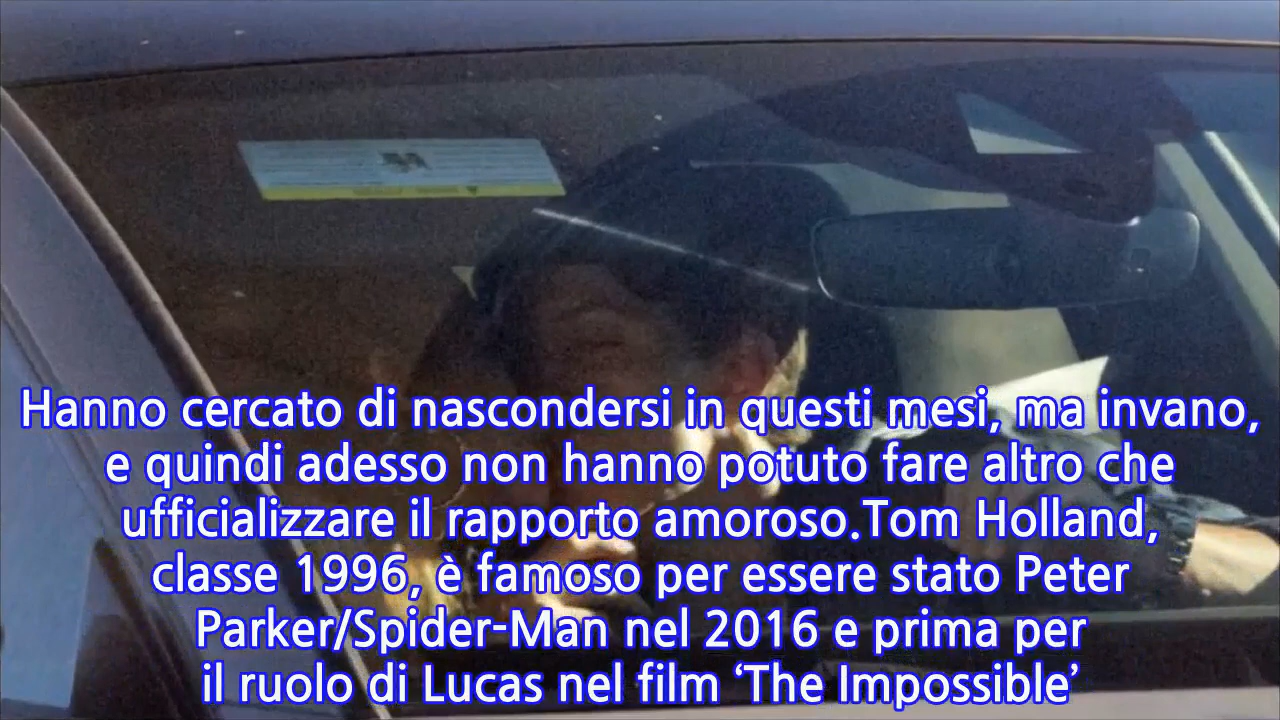 Hanno cercato di nascondersi in questi mesi, ma invano,
e quindi adesso non hanno potuto fare altro che
ufficializzare il rapporto amoroso.Tom Holland,
classe 1996, è famoso per essere stato Peter
Parker/Spider-Man nel 2016 e prima per
il ruolo di Lucas nel film ‘The Impossible’